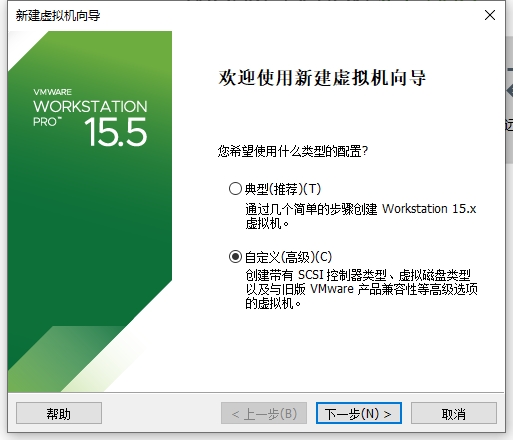 新建虚拟机向导
VMWARE
WORKSTATION
PRO™ 15.5
欢迎使用新建虚拟机向导
您希望使用什么类型的配置?
典型(推荐)(T)
通过几个简单的步骤创建 Workstation 15.x
虚拟机。
自定义(高级)(C)
创建带有 SCSI 控制器类型、虚拟磁盘类型
以及与旧版 VMware 产品兼容性等高级选项
的虚拟机。
帮助
< 上一步(B)
下一步(N) >
取消